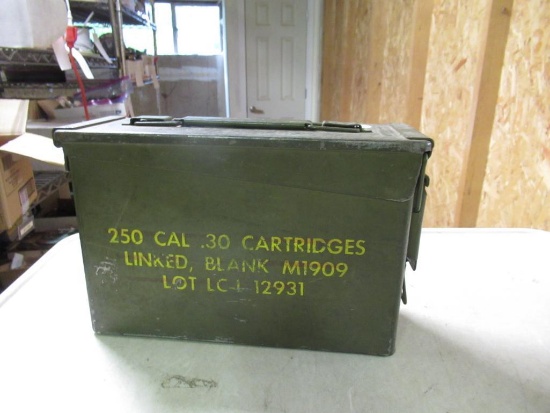 250 CAL .30 CARTRIDGES
LINKED, BLANK M1909
LOT LC-L 12931